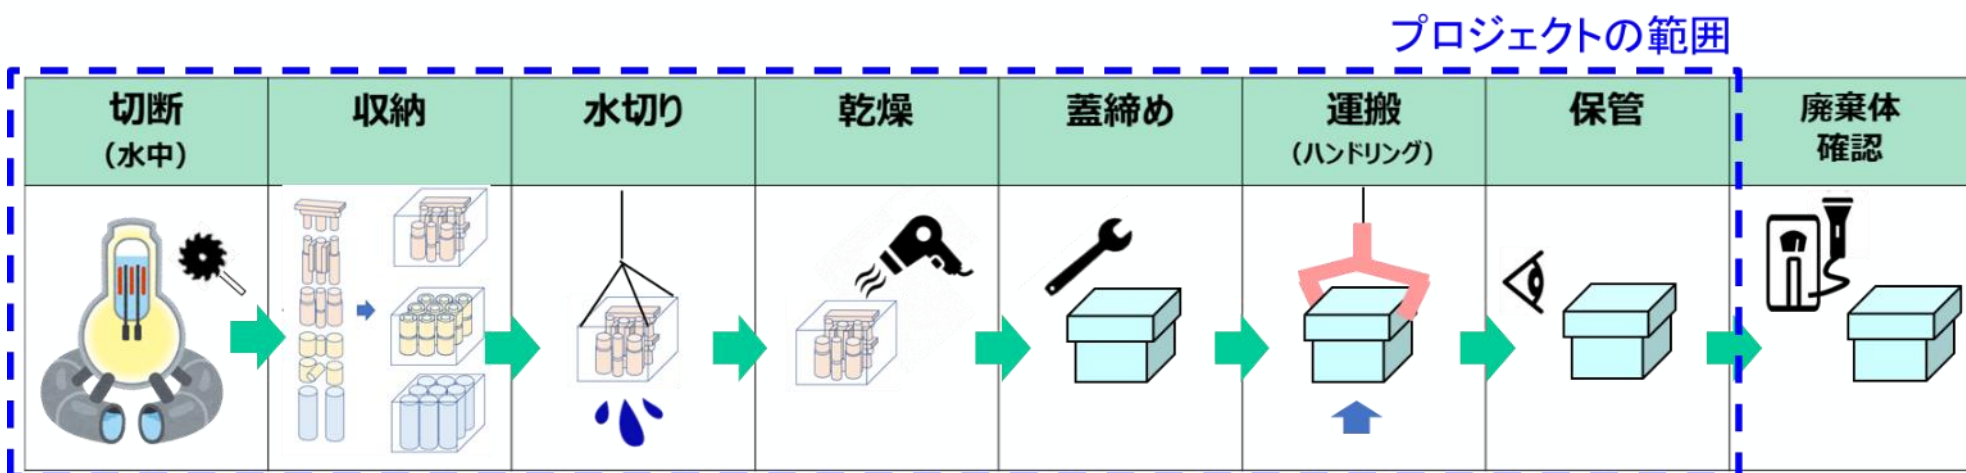 プロジェクトの範囲
切断
(水中)
収納
水切り
乾燥
蓋締め
運搬
(ハンドリング)
保管
廃棄体
確認